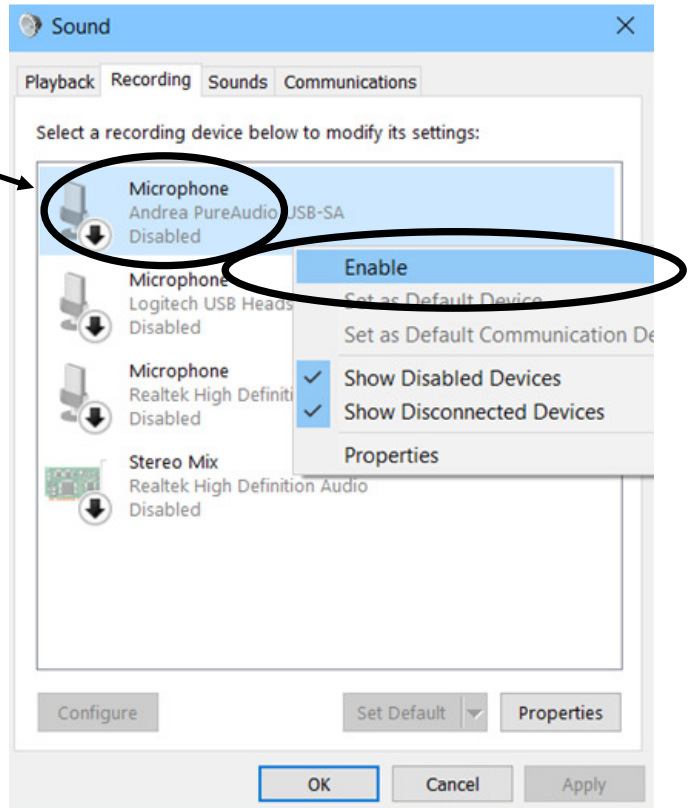 Sound
Playback Recording Sounds Communications
Select a recording device below to modify its settings:
Microphone
Andrea PureAudio USB-SA
Disabled
Microphone
Logitech USB Heads
Disabled
Microphone
Realtek High Definiti
Disabled
Stereo Mix
Realtek High Definition Audio
Disabled
Enable
Set as Default Device
Set as Default Communication De
Show Disabled Devices
Show Disconnected Devices
Properties
Configure Set Default Properties
OK Cancel Apply